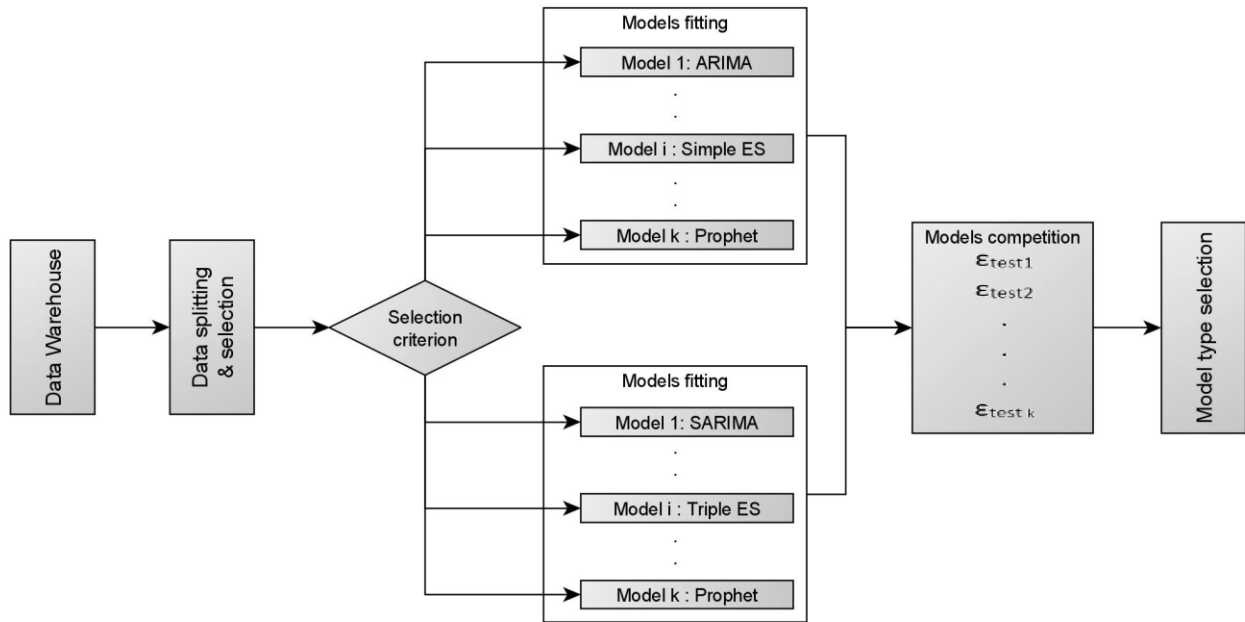 Data Warehouse
Data splitting
& selection
Selection
criterion
Models fitting
Model 1: ARIMA
.
.
Model i : Simple ES
.
.
Model k : Prophet
Models fitting
Model 1: SARIMA
.
.
Model i : Triple ES
.
.
Model k : Prophet
Models competition
εtest1
εtest2
.
.
.
εtest k
Model type selection